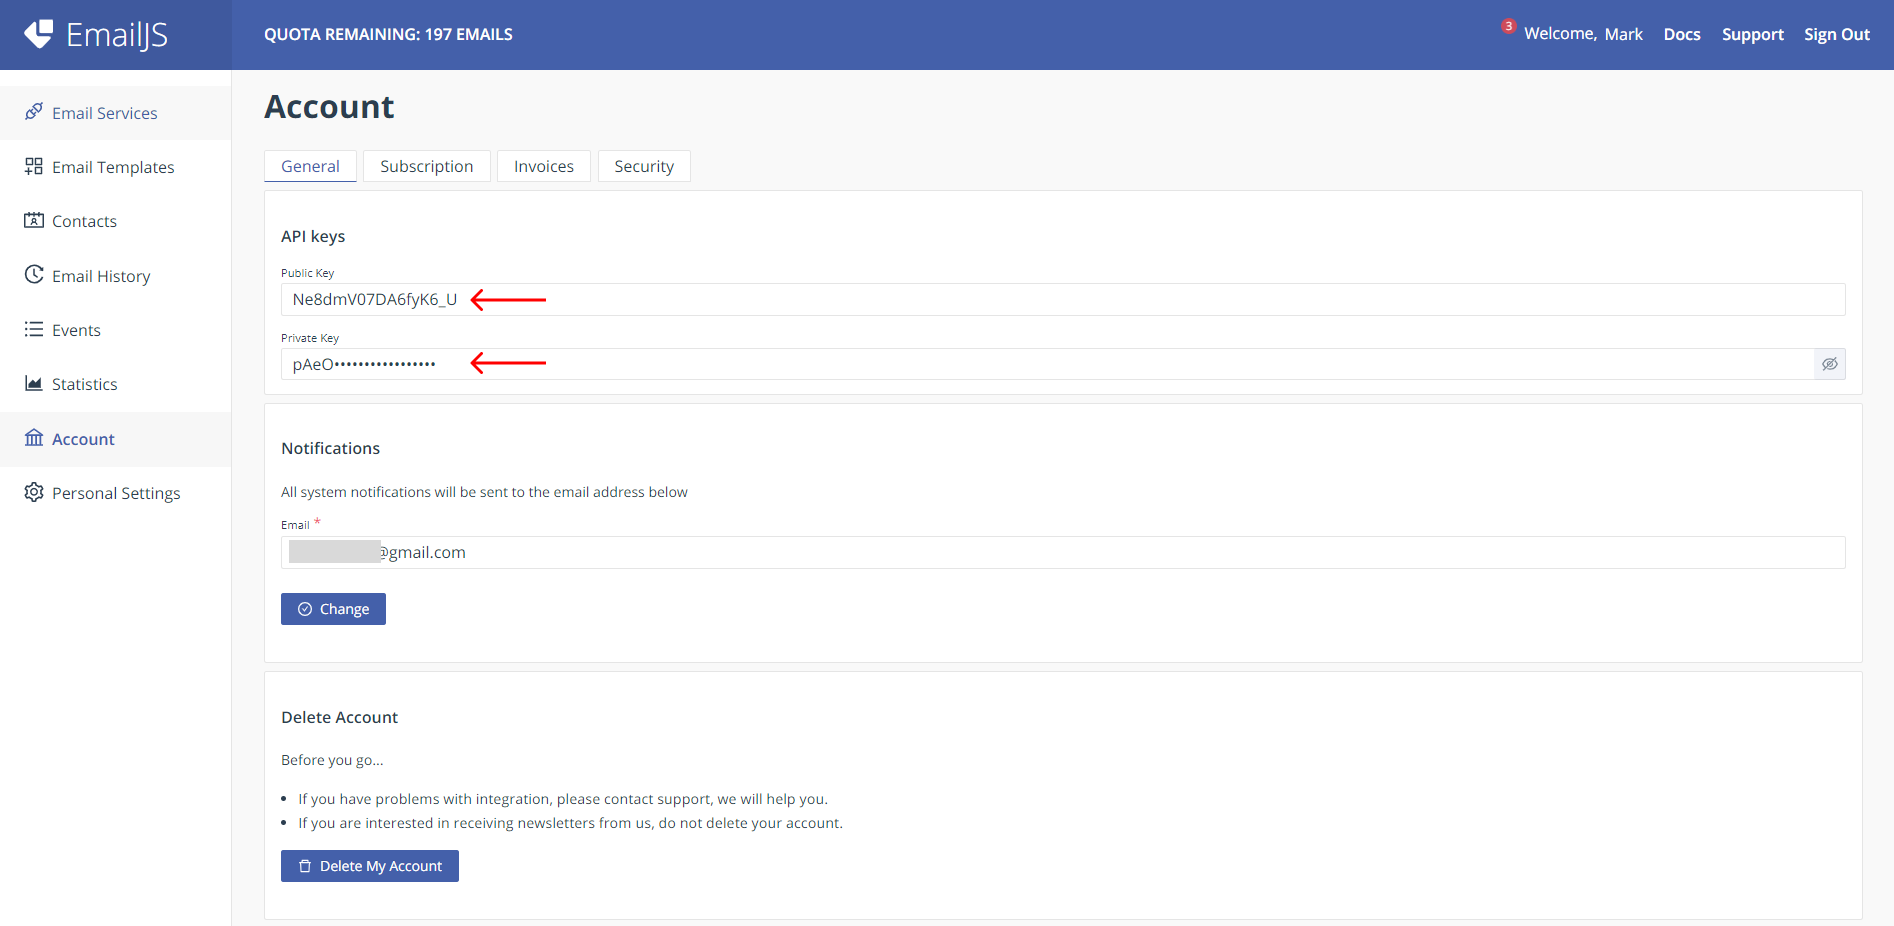 EmailJS
QUOTA REMAINING: 197 EMAILS
3
Welcome, Mark
Docs
Support
Sign Out
Email Services
Email Templates
Contacts
Email History
Events
Statistics
Account
Personal Settings
Account
General
Subscription
Invoices
Security
API keys
Public Key
Ne8dmV07DA6fyK6_U
Private Key
pAeO•••••••••••••••••
Notifications
All system notifications will be sent to the email address below
Email *
@gmail.com
Change
Delete Account
Before you go...
• If you have problems with integration, please contact support, we will help you.
• If you are interested in receiving newsletters from us, do not delete your account.
Delete My Account